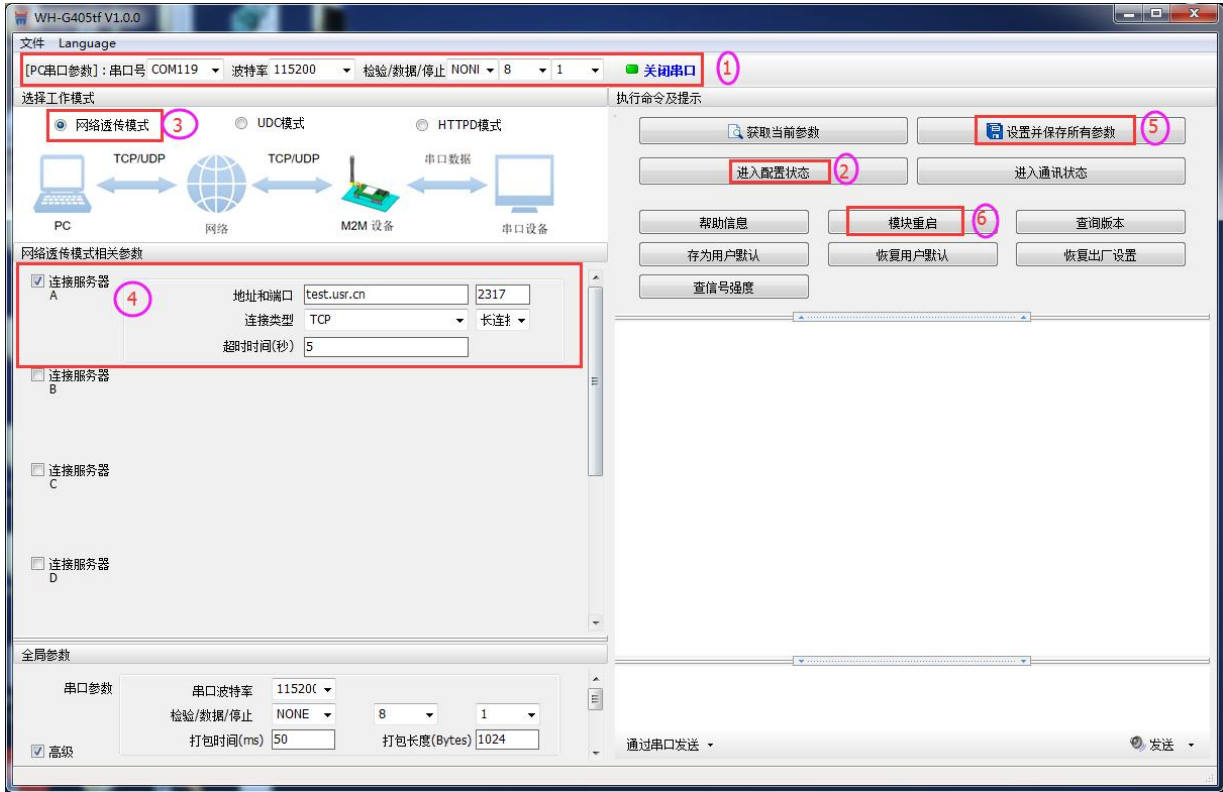 WH-G405tf V1.0.0
文件 Language
[PC串口参数]:串口号 COM119 波特率 115200 检验/数据/停止 NONI 8 1 关闭串口 1
选择工作模式
网络透传模式 3 UDC模式 HTTPD模式
TCP/UDP TCP/UDP 串口数据
PC 网络 M2M 设备 串口设备
网络透传模式相关参数
连接服务器
A
4
地址和端口 test.usr.cn 2317
连接类型 TCP 长连接
超时时间(秒) 5
连接服务器
B
连接服务器
C
连接服务器
D
全局参数
串口参数 串口波特率 11520(
检验/数据/停止 NONE 8 1
打包时间(ms) 50 打包长度(Bytes) 1024
高级
执行命令及提示
获取当前参数 设置并保存所有参数 5
进入配置状态 2 进入通讯状态
帮助信息 模块重启 6 查询版本
存为用户默认 恢复用户默认 恢复出厂设置
查信号强度
通过串口发送 发送